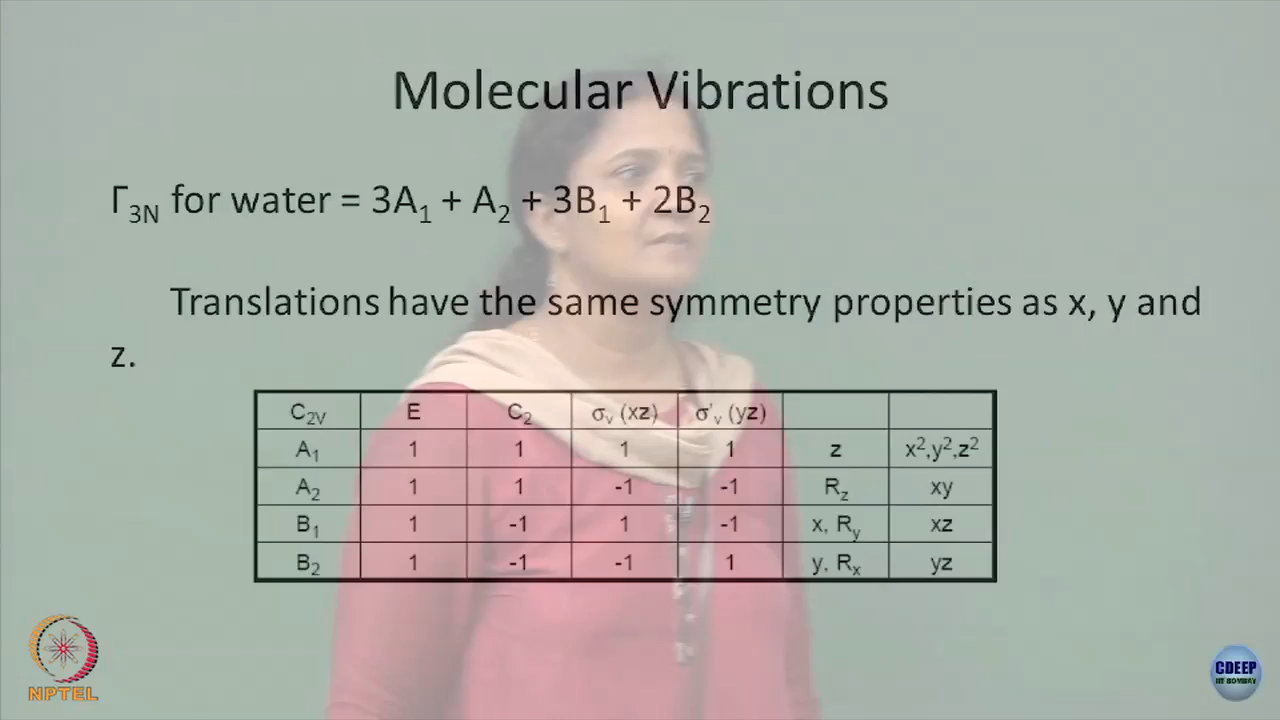 Molecular Vibrations
Γ3N for water = 3A1 + A2 + 3B1 + 2B2
Translations have the same symmetry properties as x, y and
z.
C2V E C2 σv (xz) σ'v (yz)
A1 1 1 1 1 z x²,y²,z²
A2 1 1 -1 -1 Rz xy
B1 1 -1 1 -1 x, Ry xz
B2 1 -1 -1 1 y, Rx yz
NPTEL
CDEEP
IIT BOMBAY